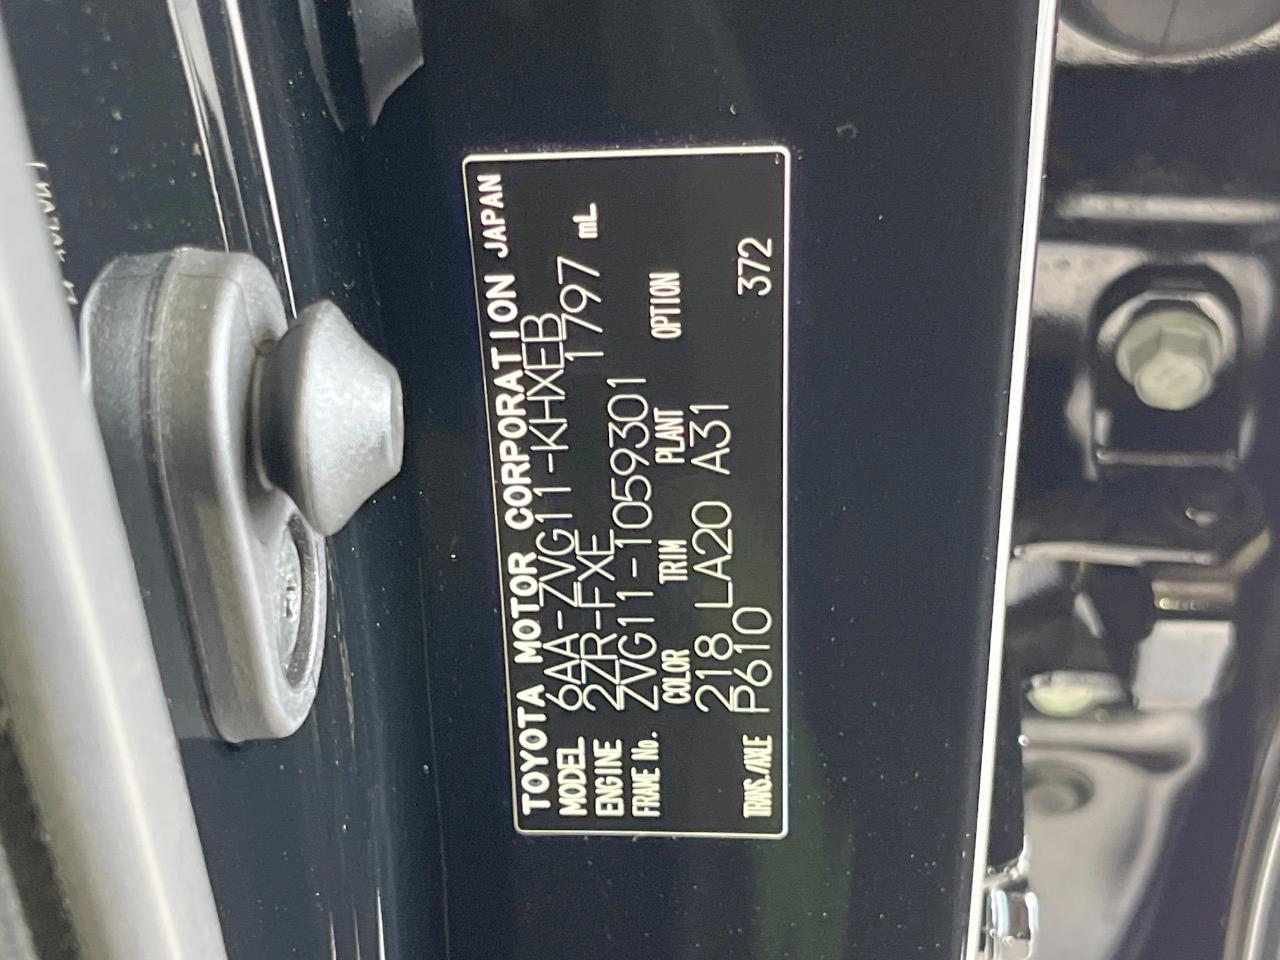 TOYOTA MOTOR CORPORATION JAPAN
MODEL 6AA-ZVG11-KHXEB
ENGINE 2ZR-FXE 1797 mL
FRAME No. ZVG11-1059301
COLOR TRIM PLANT OPTION
218 LA20 A31
TRANS./AXLE P610 372